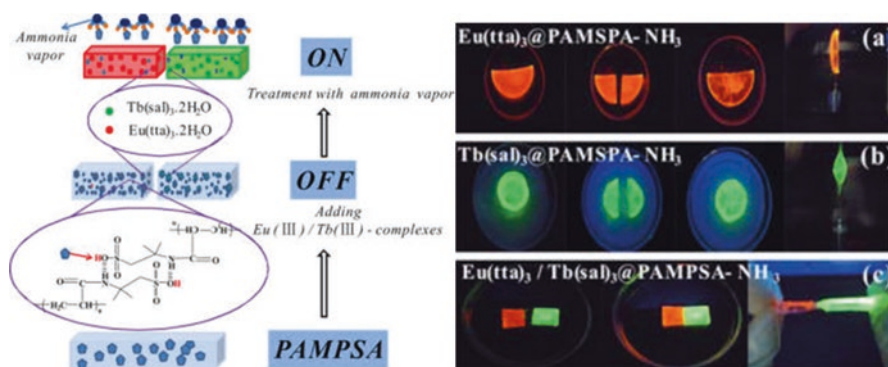 Ammonia
vapor
ON
Treatment with ammonia vapor
Tb(sal)₃.2H₂O
Eu(tta)₃.2H₂O
OFF
Adding
Eu(Ⅲ)/Tb(Ⅲ)-complexes
PAMPSA
Eu(tta)₃@PAMSPA-NH₃
(a)
Tb(sal)₃@PAMSPA-NH₃
(b)
Eu(tta)₃/Tb(sal)₃@PAMPSA-NH₃
(c)